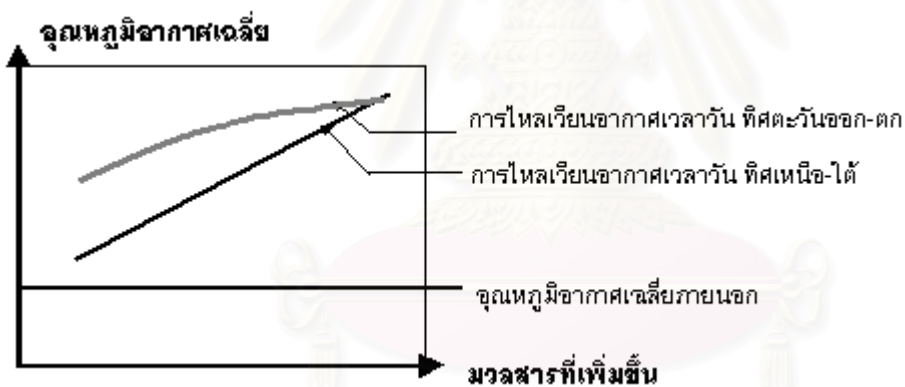 อุณหภูมิอากาศเฉลี่ย
การไหลเวียนอากาศเวลาวัน ทิศตะวันออก-ตก
การไหลเวียนอากาศเวลาวัน ทิศเหนือ-ใต้
อุณหภูมิอากาศเฉลี่ยภายนอก
มวลสารที่เพิ่มขึ้น